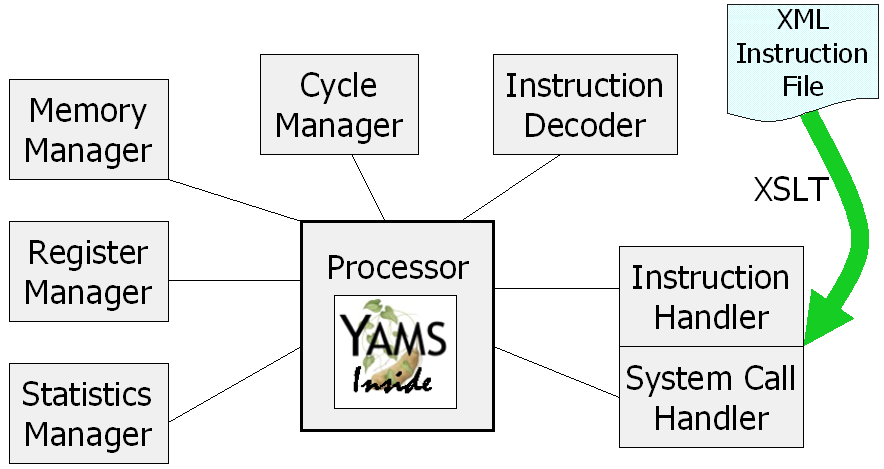 XML
Instruction
File
Cycle
Manager
Instruction
Decoder
Memory
Manager
XSLT
Register
Manager
Processor
YAMS
Inside
Instruction
Handler
System Call
Handler
Statistics
Manager